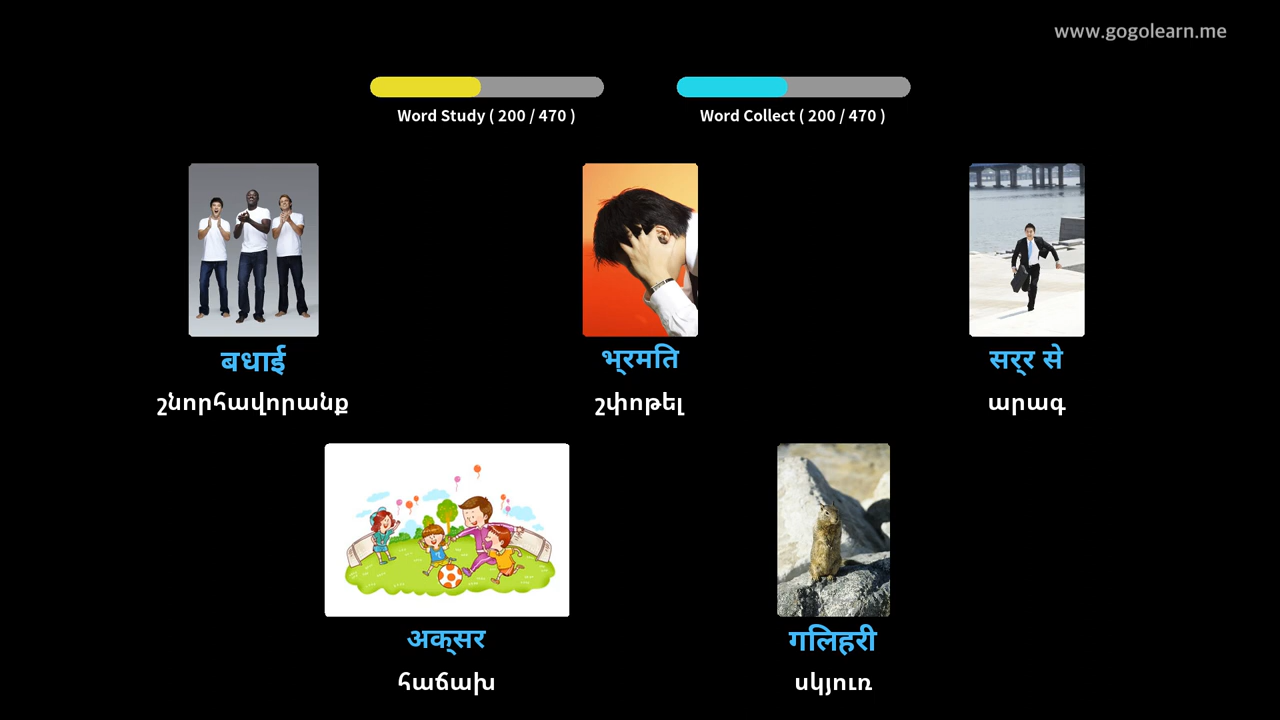 www.gogolearn.me
Word Study ( 200 / 470 )
Word Collect ( 200 / 470 )
बधाई
भ्रमति
सर्र से
շնորհավորանք
շփոթել
արագ
अक्सर
गलिहरी
հաճախ
սկյուռ